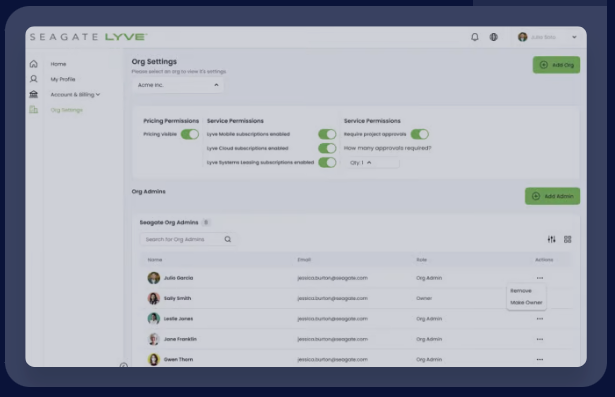 SEAGATE LYVE
Julia Beile
Home
My Profile
Account & Billing
Org Settings
Org Settings
Please select an org to view it's settings
Acme Inc.
Add Org
Pricing Permissions
Service Permissions
Service Permissions
Pricing visible
Lyve Mobile subscriptions enabled
Require project approvals
Lyve Cloud subscriptions enabled
How many approvals required?
Lyve Systems Leasing subscriptions enabled
Qty 1
Org Admins
Add Admin
Seagate Org Admins
Search for Org Admins
Name Email Role Actions
Julia Garcia jessica.burton@seagate.com Org Admin ...
Remove
Make Owner
Sally Smith jessica.burton@seagate.com Owner
Leslie Jones jessica.burton@seagate.com Org Admin ...
Jane Franklin jessica.burton@seagate.com Org Admin ...
Gwen Thorn jessica.burton@seagate.com Org Admin ...